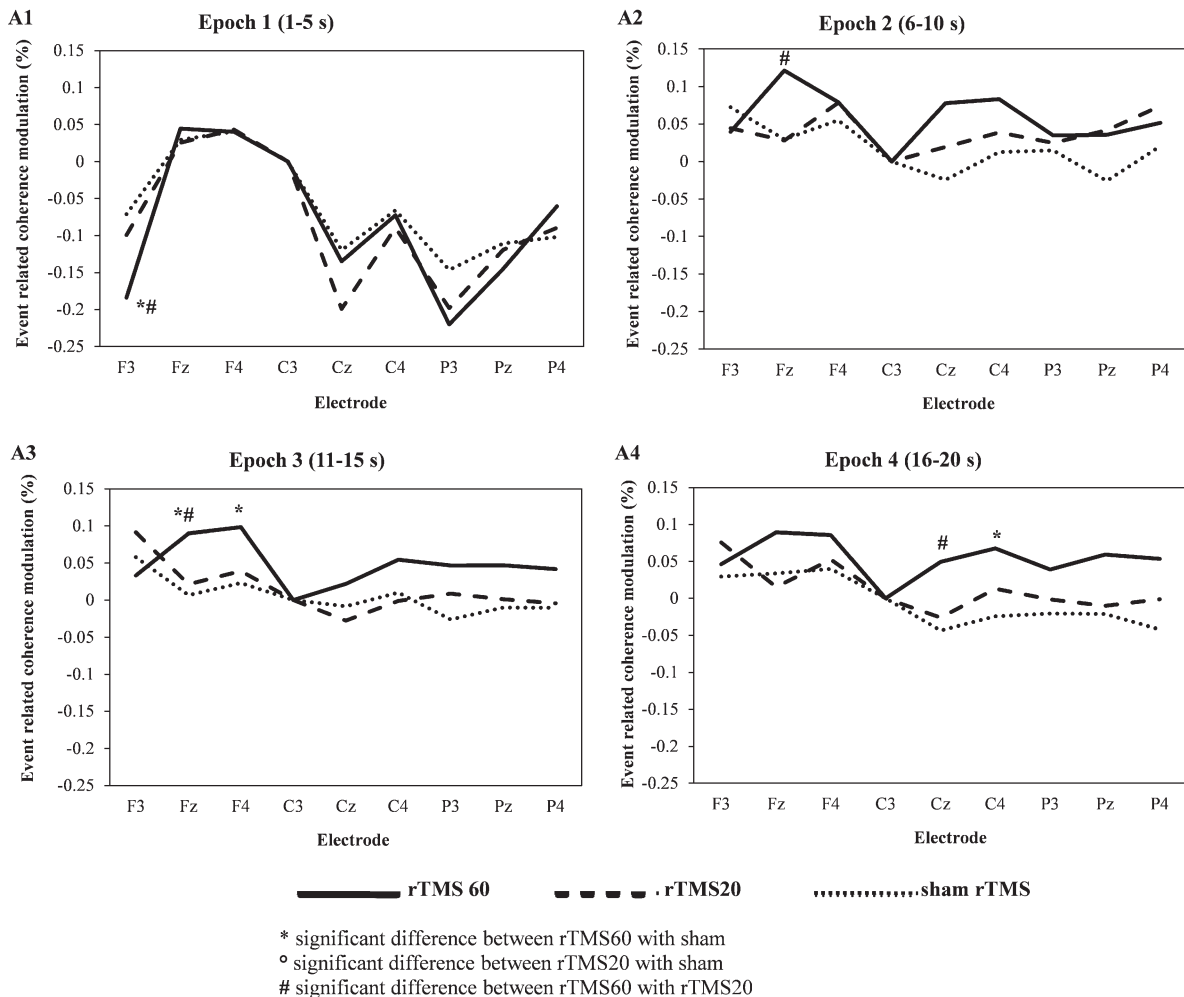 A1
Epoch 1 (1-5 s)
Event related coherence modulation (%)
0.15
0.1
0.05
0
-0.05
-0.1
-0.15
-0.2
-0.25
*#
F3 Fz F4 C3 Cz C4 P3 Pz P4
Electrode
A2
Epoch 2 (6-10 s)
Event related coherence modulation (%)
0.15
0.1
0.05
0
-0.05
-0.1
-0.15
-0.2
-0.25
#
F3 Fz F4 C3 Cz C4 P3 Pz P4
Electrode
A3
Epoch 3 (11-15 s)
Event related coherence modulation (%)
0.15
0.1
0.05
0
-0.05
-0.1
-0.15
-0.2
-0.25
*# *
F3 Fz F4 C3 Cz C4 P3 Pz P4
Electrode
A4
Epoch 4 (16-20 s)
Event related coherence modulation (%)
0.15
0.1
0.05
0
-0.05
-0.1
-0.15
-0.2
-0.25
# *
F3 Fz F4 C3 Cz C4 P3 Pz P4
Electrode
rTMS 60 rTMS20 sham rTMS
* significant difference between rTMS60 with sham
° significant difference between rTMS20 with sham
# significant difference between rTMS60 with rTMS20